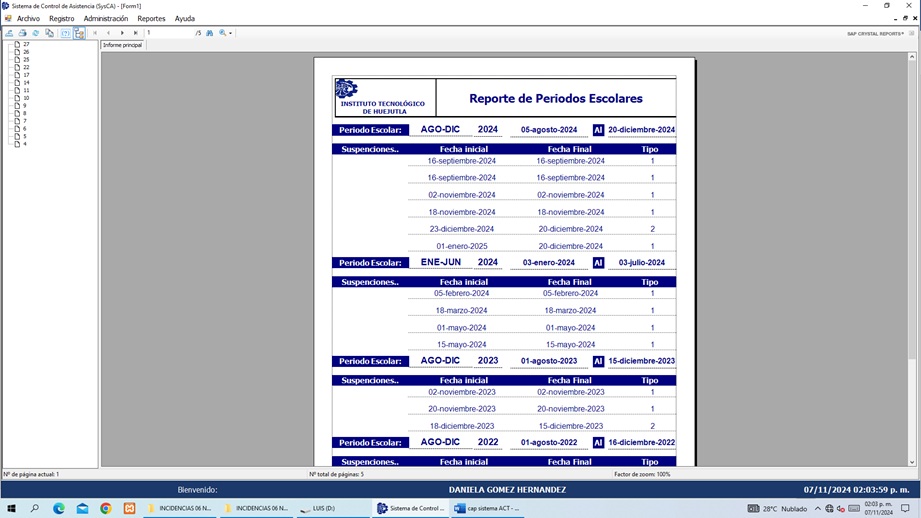 Sistema de Control de Asistencia (SysCA) - [Form1]
Archivo Registro Administración Reportes Ayuda
1 /5 SAP CRYSTAL REPORTS®
Informe principal
27
26
23
22
17
14
11
10
9
8
7
6
5
4
INSTITUTO TECNOLÓGICO
DE HUEJUTLA
Reporte de Periodos Escolares
Periodo Escolar: AGO-DIC 2024 05-agosto-2024 Al 20-diciembre-2024
Suspenciones.. Fecha inicial Fecha Final Tipo
16-septiembre-2024 16-septiembre-2024 1
16-septiembre-2024 16-septiembre-2024 1
02-noviembre-2024 02-noviembre-2024 1
18-noviembre-2024 18-noviembre-2024 1
23-diciembre-2024 20-diciembre-2024 2
01-enero-2025 20-diciembre-2024 1
Periodo Escolar: ENE-JUN 2024 03-enero-2024 Al 03-julio-2024
Suspenciones.. Fecha inicial Fecha Final Tipo
05-febrero-2024 05-febrero-2024 1
18-marzo-2024 18-marzo-2024 1
01-mayo-2024 01-mayo-2024 1
15-mayo-2024 15-mayo-2024 1
Periodo Escolar: AGO-DIC 2023 01-agosto-2023 Al 15-diciembre-2023
Suspenciones.. Fecha inicial Fecha Final Tipo
02-noviembre-2023 02-noviembre-2023 1
20-noviembre-2023 20-noviembre-2023 1
18-diciembre-2023 15-diciembre-2023 2
Periodo Escolar: AGO-DIC 2022 01-agosto-2022 Al 16-diciembre-2022
Suspenciones.. Fecha inicial Fecha Final Tipo
Nº de página actual: 1 Nº total de páginas: 5 Factor de zoom: 100%
Bienvenido: DANIELA GOMEZ HERNANDEZ 07/11/2024 02:03:59 p. m.
INCIDENCIAS 06 N... INCIDENCIAS 06 N... LUIS (D:) Sistema de Control ... cap sistema ACT - ... 28°C Nublado 02:03 p. m.
07/11/2024